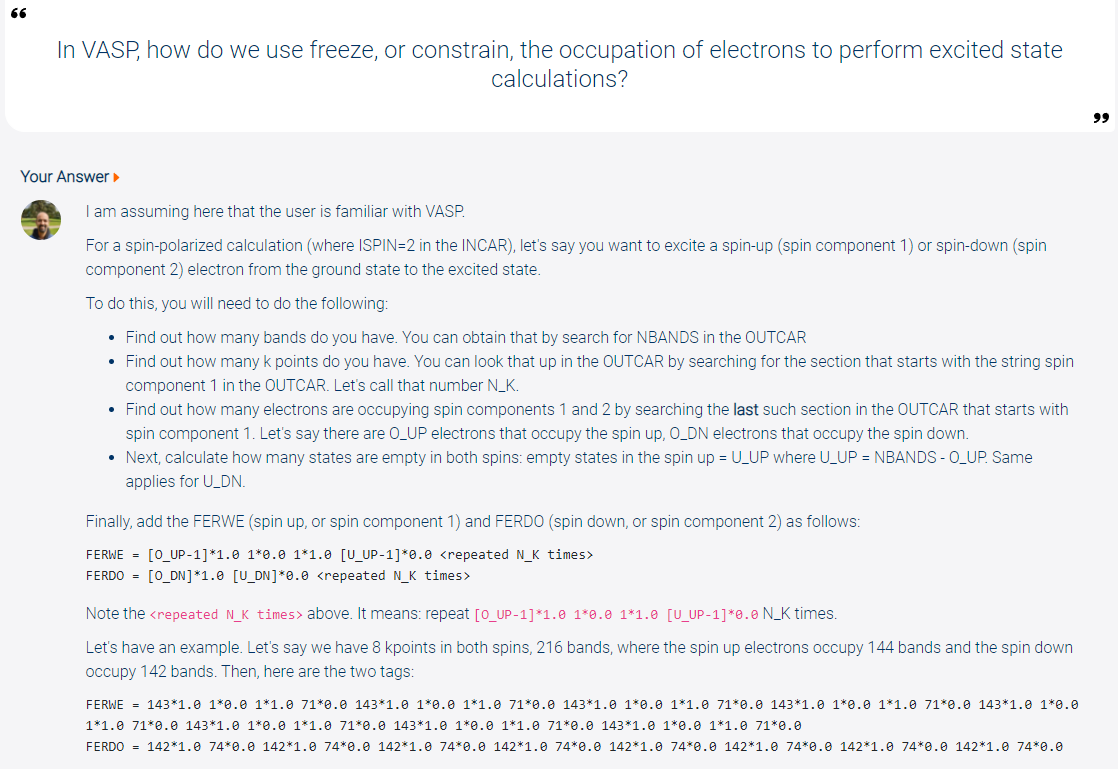 “
In VASP, how do we use freeze, or constrain, the occupation of electrons to perform excited state
calculations?
”
Your Answer
I am assuming here that the user is familiar with VASP.
For a spin-polarized calculation (where ISPIN=2 in the INCAR), let's say you want to excite a spin-up (spin component 1) or spin-down (spin
component 2) electron from the ground state to the excited state.
To do this, you will need to do the following:
• Find out how many bands do you have. You can obtain that by search for NBANDS in the OUTCAR
• Find out how many k points do you have. You can look that up in the OUTCAR by searching for the section that starts with the string spin
component 1 in the OUTCAR. Let's call that number N_K.
• Find out how many electrons are occupying spin components 1 and 2 by searching the last such section in the OUTCAR that starts with
spin component 1. Let's say there are O_UP electrons that occupy the spin up, O_DN electrons that occupy the spin down.
• Next, calculate how many states are empty in both spins: empty states in the spin up = U_UP where U_UP = NBANDS - O_UP. Same
applies for U_DN.
Finally, add the FERWE (spin up, or spin component 1) and FERDO (spin down, or spin component 2) as follows:
FERWE = [O_UP-1]*1.0 1*0.0 1*1.0 [U_UP-1]*0.0 <repeated N_K times>
FERDO = [O_DN]*1.0 [U_DN]*0.0 <repeated N_K times>
Note the <repeated N_K times> above. It means: repeat [O_UP-1]*1.0 1*0.0 1*1.0 [U_UP-1]*0.0 N_K times.
Let's have an example. Let's say we have 8 kpoints in both spins, 216 bands, where the spin up electrons occupy 144 bands and the spin down
occupy 142 bands. Then, here are the two tags:
FERWE = 143*1.0 1*0.0 1*1.0 71*0.0 143*1.0 1*0.0 1*1.0 71*0.0 143*1.0 1*0.0 1*1.0 71*0.0 143*1.0 1*0.0 1*1.0 71*0.0 143*1.0 1*0.0
1*1.0 71*0.0 143*1.0 1*0.0 1*1.0 71*0.0 143*1.0 1*0.0 1*1.0 71*0.0 143*1.0 1*0.0 1*1.0 71*0.0
FERDO = 142*1.0 74*0.0 142*1.0 74*0.0 142*1.0 74*0.0 142*1.0 74*0.0 142*1.0 74*0.0 142*1.0 74*0.0 142*1.0 74*0.0 142*1.0 74*0.0